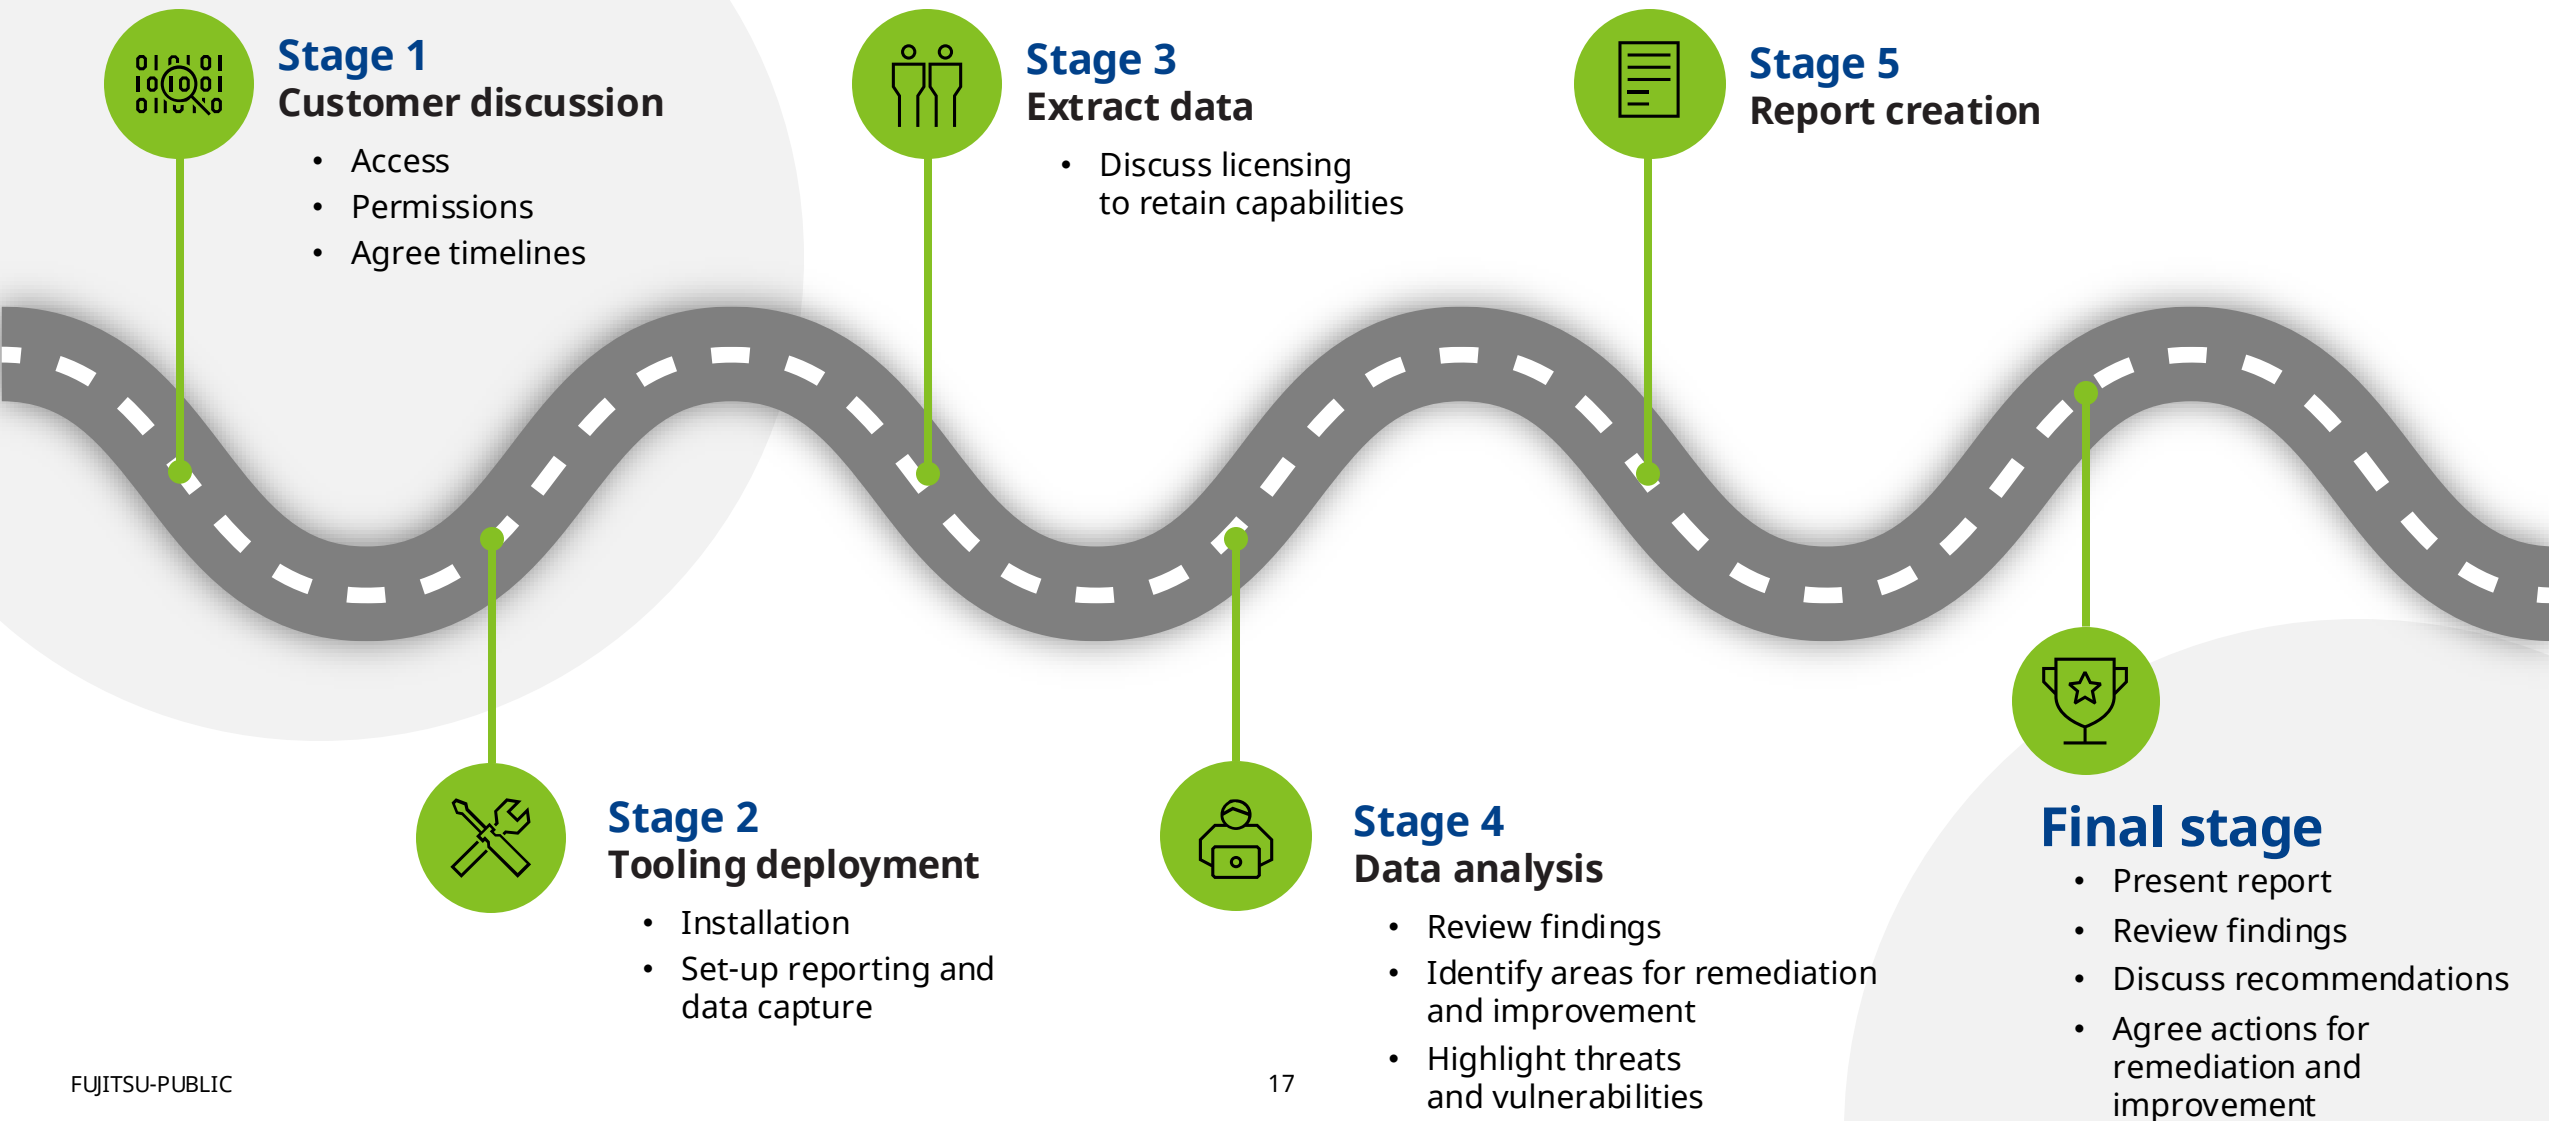 Stage 1
Customer discussion
• Access
• Permissions
• Agree timelines
Stage 2
Tooling deployment
• Installation
• Set-up reporting and
data capture
Stage 3
Extract data
• Discuss licensing
to retain capabilities
Stage 4
Data analysis
• Review findings
• Identify areas for remediation
and improvement
• Highlight threats
and vulnerabilities
Stage 5
Report creation
Final stage
• Present report
• Review findings
• Discuss recommendations
• Agree actions for
remediation and
improvement
FUJITSU-PUBLIC
17